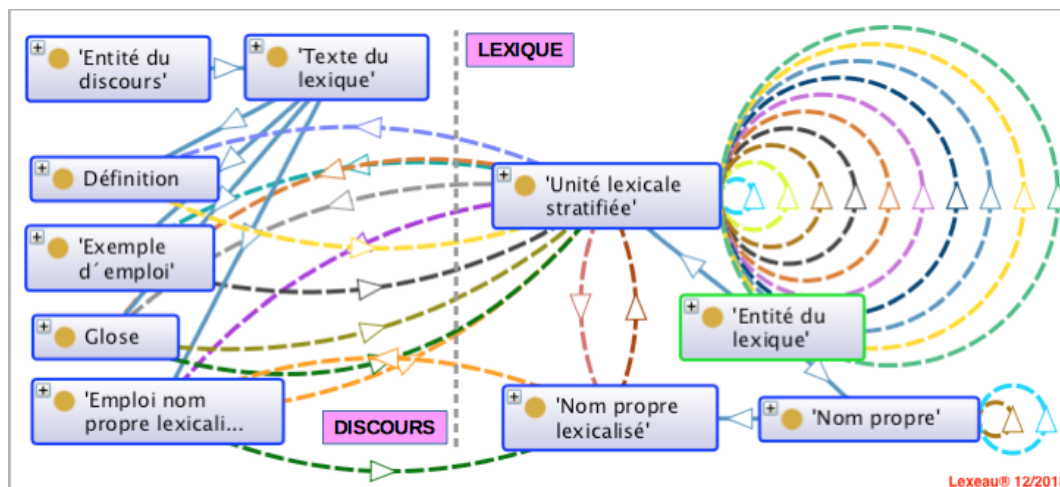 'Entité du
discours'
'Texte du
lexique'
LEXIQUE
Définition
'Unité lexicale
stratifiée'
'Exemple
d´emploi'
'Entité du
lexique'
Glose
'Emploi nom
propre lexicali...
DISCOURS
'Nom propre
lexicalisé'
'Nom propre'
Lexeau® 12/201